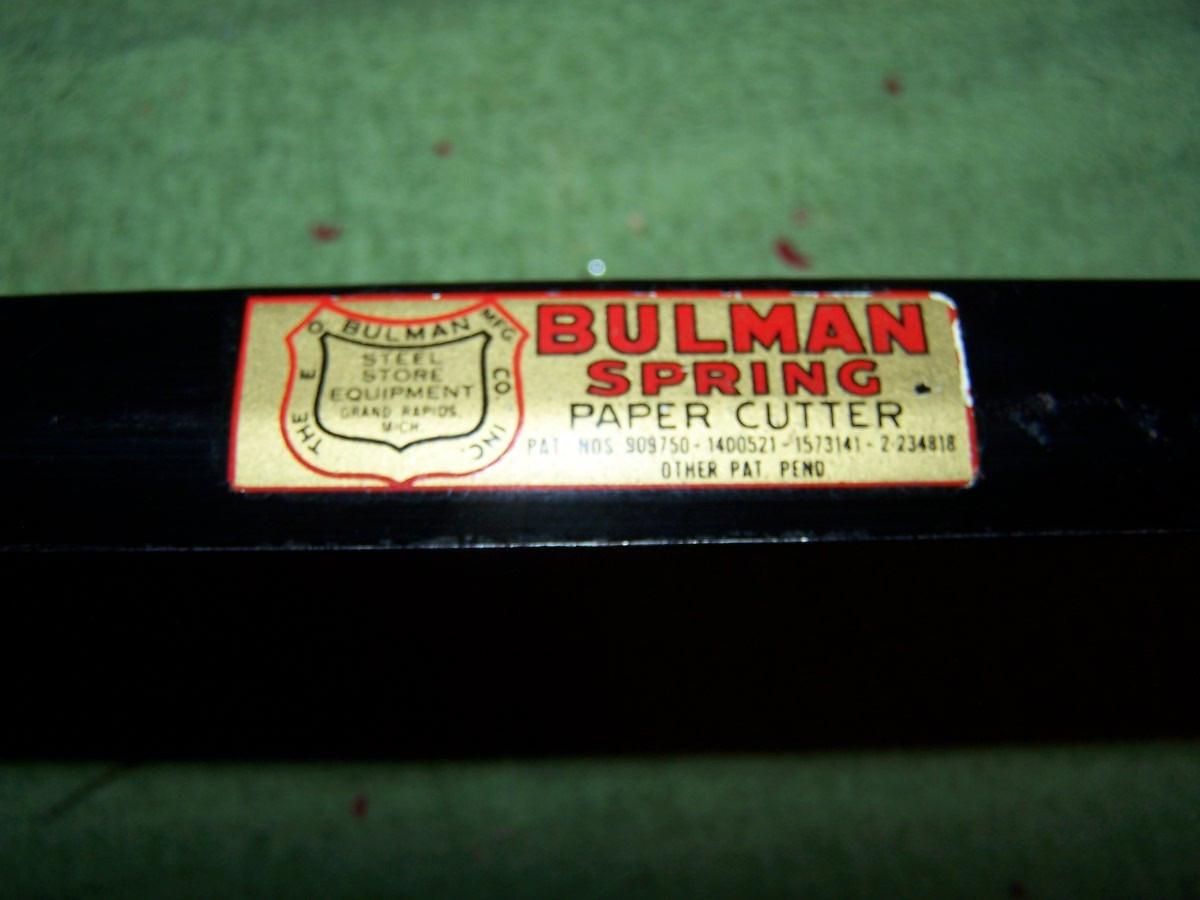 THE E. O. BULMAN MFG. CO. INC.
STEEL
STORE
EQUIPMENT
GRAND RAPIDS,
MICH.
BULMAN
SPRING
PAPER CUTTER
PAT. NOS. 909750 - 1400521 - 1573141 - 2-234818
OTHER PAT. PEND.